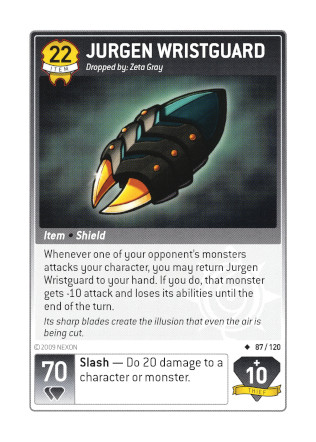 22
ITEM
JURGEN WRISTGUARD
Dropped by: Zeta Gray
Item • Shield
Whenever one of your opponent's monsters
attacks your character, you may return Jurgen
Wristguard to your hand. If you do, that monster
gets -10 attack and loses its abilities until the
end of the turn.
Its sharp blades create the illusion that even the air is
being cut.
© 2009 NEXON
◆ 87 / 120
70
Slash — Do 20 damage to a
character or monster.
+
10
THIEF